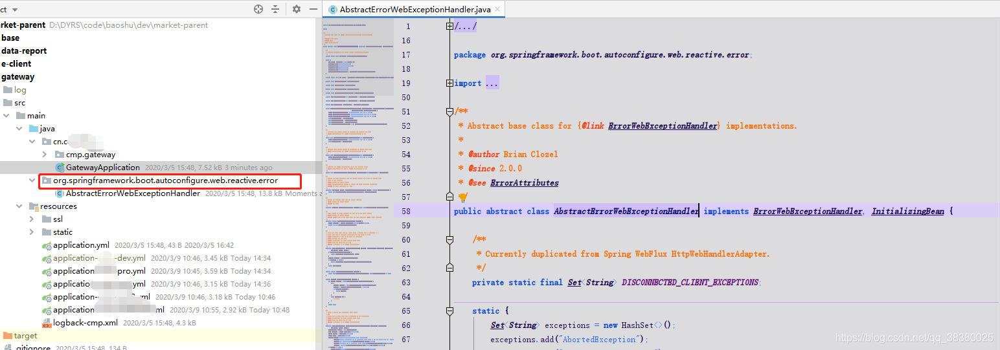 ct
rket-parent D:\DYRS\code\baoshu\dev\market-parent
base
data-report
e-client
gateway
log
src
main
java
cn.c
cmp.gateway
GatewayApplication 2020/3/5 15:48, 7.52 kB 3 minutes ago
org.springframework.boot.autoconfigure.web.reactive.error
AbstractErrorWebExceptionHandler 2020/3/5 15:48, 13.8 kB Moments a
resources
ssl
static
application.yml 2020/3/5 15:48, 43 B 2020/3/5 16:42
application- -dev.yml 2020/3/9 10:46, 3.45 kB Today 14:34
application- -pro.yml 2020/3/9 10:45, 3.59 kB Today 14:34
application- .yml 2020/3/9 10:46, 3.15 kB Today 14:36
application- .yml 2020/3/9 10:46, 3.18 kB Today 10:46
application ml 2020/3/9 10:55, 2.92 kB Today 10:48
logback-cmp.xml 2020/3/5 15:48, 4.3 kB
target
.gitignore 2020/3/5 15:48, 134 B
AbstractErrorWebExceptionHandler.java
1 /.../
16
17 package org.springframework.boot.autoconfigure.web.reactive.error;
18
19 import ...
50
51 /**
52 * Abstract base class for {@link ErrorWebExceptionHandler} implementations.
53 *
54 * @author Brian Clozel
55 * @since 2.0.0
56 * @see ErrorAttributes
57 */
58 public abstract class AbstractErrorWebExceptionHandler implements ErrorWebExceptionHandler, InitializingBean {
59
60 /**
61 * Currently duplicated from Spring WebFlux HttpWebHandlerAdapter.
62 */
63 private static final Set<String> DISCONNECTED_CLIENT_EXCEPTIONS;
64
65 static {
66 Set<String> exceptions = new HashSet<>();
67 exceptions.add("AbortedException");
https://blog.csdn.net/qq_38380025